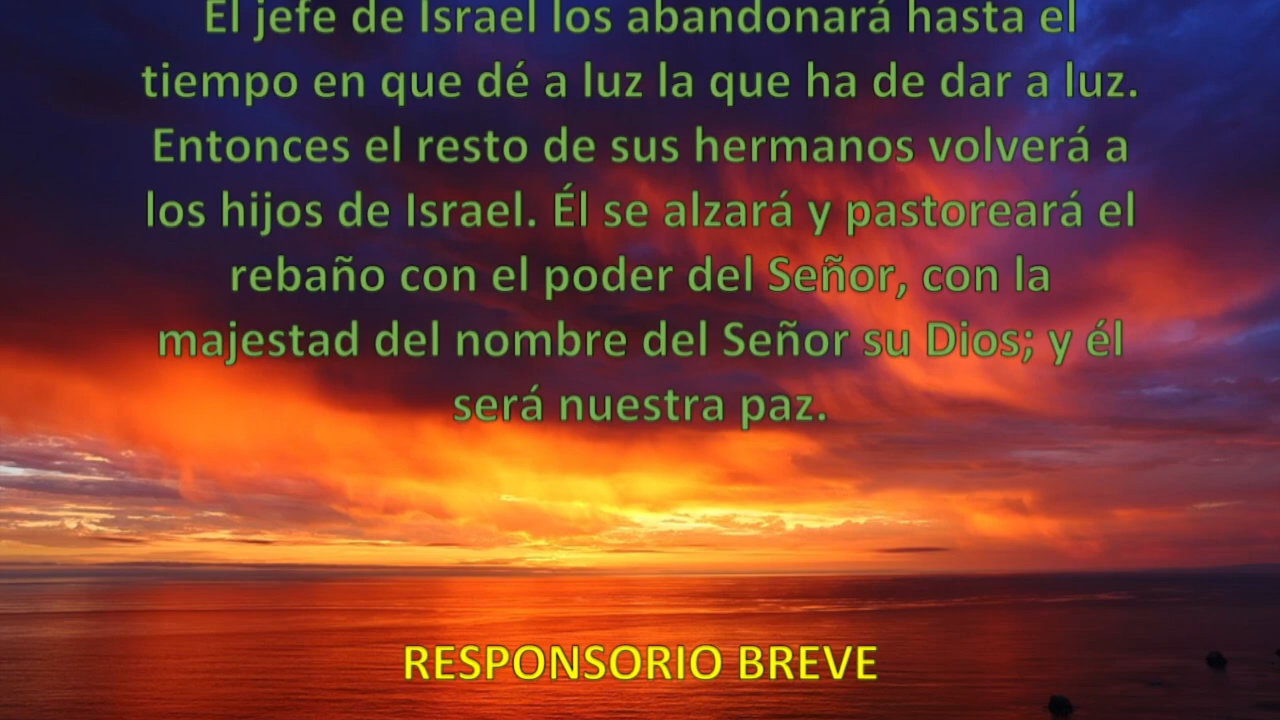 El jefe de Israel los abandonará hasta el
tiempo en que dé a luz la que ha de dar a luz.
Entonces el resto de sus hermanos volverá a
los hijos de Israel. Él se alzará y pastoreará el
rebaño con el poder del Señor, con la
majestad del nombre del Señor su Dios; y él
será nuestra paz.
RESPONSORIO BREVE